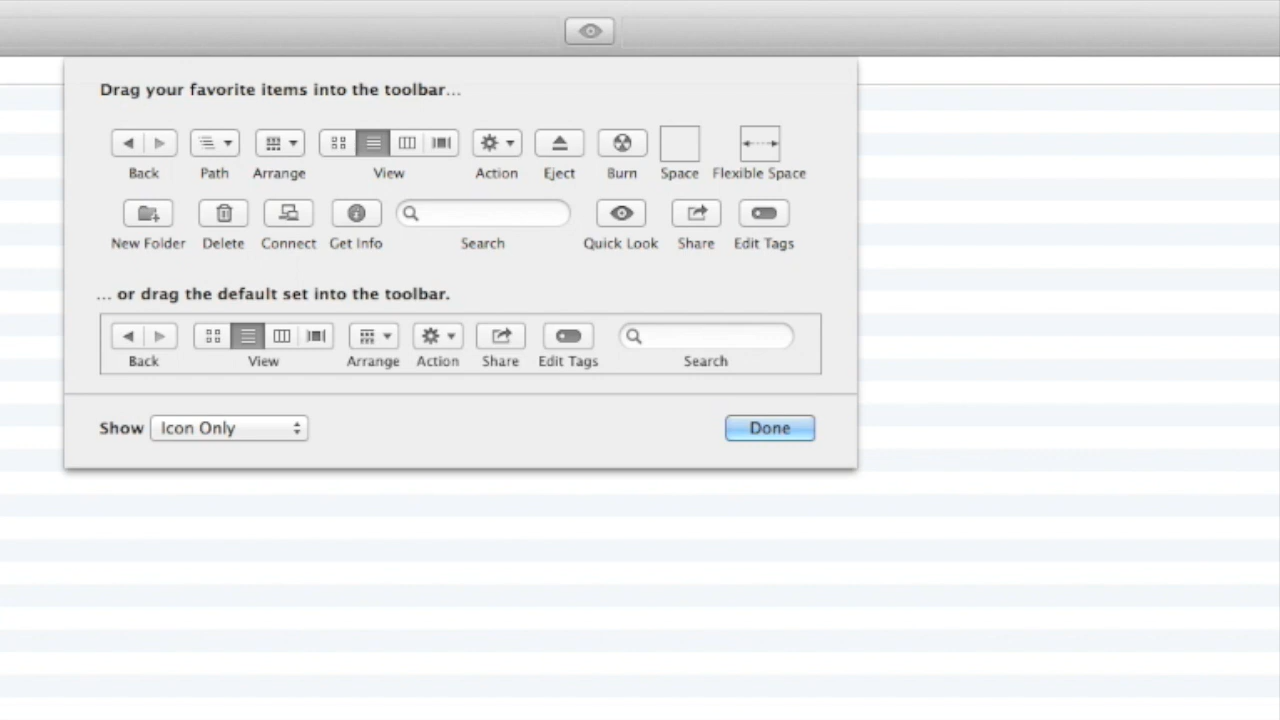 Drag your favorite items into the toolbar...
Back Path Arrange View Action Eject Burn Space Flexible Space
New Folder Delete Connect Get Info Search Quick Look Share Edit Tags
... or drag the default set into the toolbar.
Back View Arrange Action Share Edit Tags Search
Show Icon Only Done